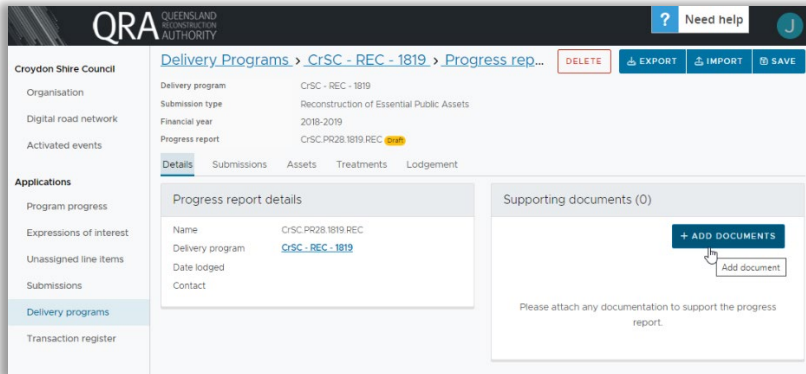 QRA QUEENSLAND RECONSTRUCTION AUTHORITY
? Need help
J
Croydon Shire Council
Organisation
Digital road network
Activated events
Applications
Program progress
Expressions of interest
Unassigned line items
Submissions
Delivery programs
Transaction register
Delivery Programs > CrSC - REC - 1819 > Progress rep...
DELETE
EXPORT
IMPORT
SAVE
Delivery program CrSC - REC - 1819
Submission type Reconstruction of Essential Public Assets
Financial year 2018-2019
Progress report CrSC.PR28.1819.REC Draft
Details Submissions Assets Treatments Lodgement
Progress report details
Name CrSC.PR28.1819.REC
Delivery program CrSC - REC - 1819
Date lodged
Contact
Supporting documents (0)
+ ADD DOCUMENTS
Add document
Please attach any documentation to support the progress
report.